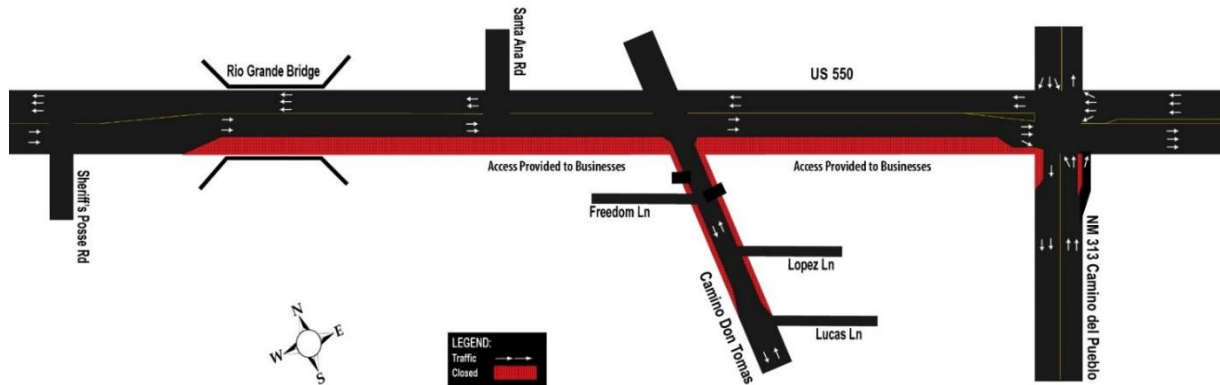 Santa Ana Rd
Rio Grande Bridge
US 550
Access Provided to Businesses
Access Provided to Businesses
Sheriff's Posse Rd
Freedom Ln
Lopez Ln
Camino Don Tomas
Lucas Ln
NM 313 Camino del Pueblo
N
E
W
S
LEGEND:
Traffic
Closed